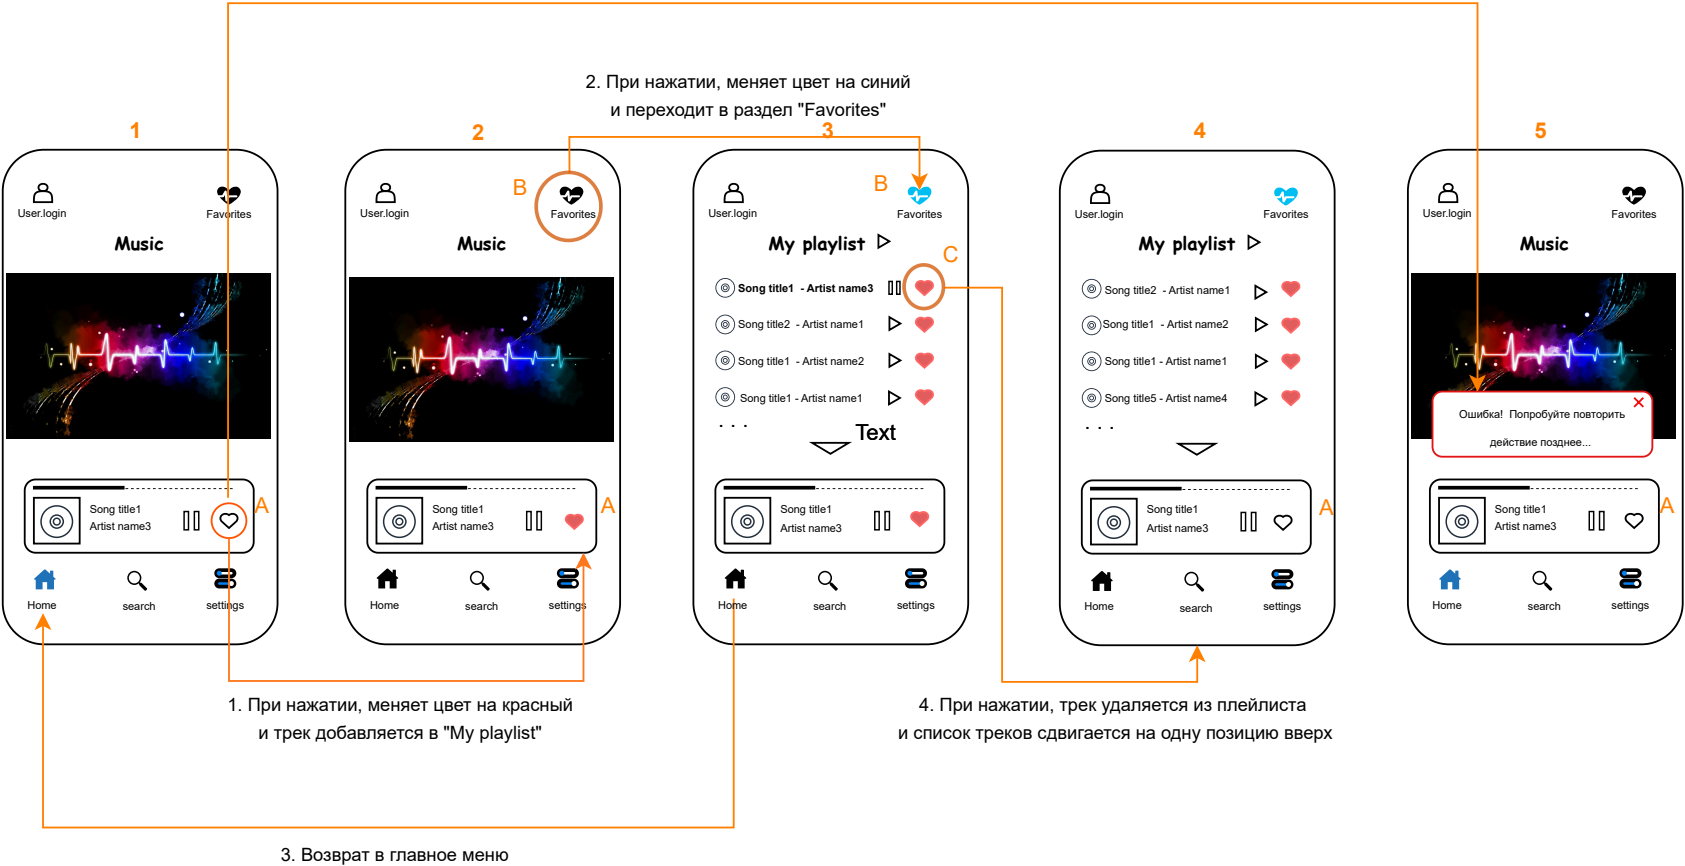 2. При нажатии, меняет цвет на синий
и переходит в раздел "Favorites"
1
User.login
Favorites
Music
Song title1
Artist name3
A
Home
search
settings
2
User.login
B
Favorites
Music
Song title1
Artist name3
A
Home
search
settings
3
User.login
B
Favorites
My playlist
C
Song title1 - Artist name3
Song title2 - Artist name1
Song title1 - Artist name2
Song title1 - Artist name1
. . .
Text
Song title1
Artist name3
Home
search
settings
4
User.login
Favorites
My playlist
Song title2 - Artist name1
Song title1 - Artist name2
Song title1 - Artist name1
Song title5 - Artist name4
. . .
Song title1
Artist name3
A
Home
search
settings
5
User.login
Favorites
Music
Ошибка! Попробуйте повторить
действие позднее...
Song title1
Artist name3
A
Home
search
settings
1. При нажатии, меняет цвет на красный
и трек добавляется в "My playlist"
4. При нажатии, трек удаляется из плейлиста
и список треков сдвигается на одну позицию вверх
3. Возврат в главное меню